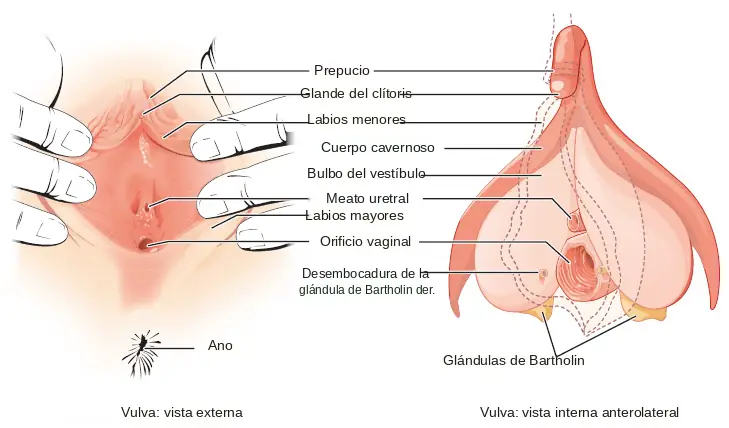 Prepucio
Glande del clítoris
Labios menores
Cuerpo cavernoso
Bulbo del vestíbulo
Meato uretral
Labios mayores
Orificio vaginal
Desembocadura de la
glándula de Bartholin der.
Ano
Glándulas de Bartholin
Vulva: vista externa
Vulva: vista interna anterolateral